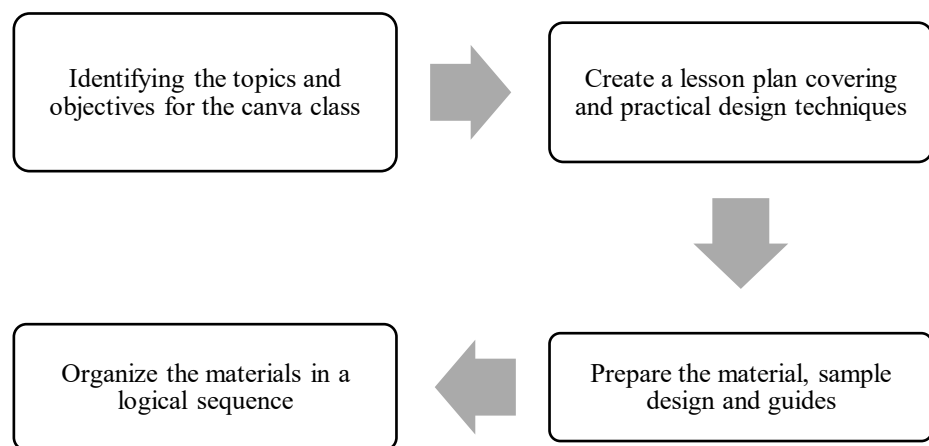 Identifying the topics and
objectives for the canva class
Create a lesson plan covering
and practical design techniques
Prepare the material, sample
design and guides
Organize the materials in a
logical sequence